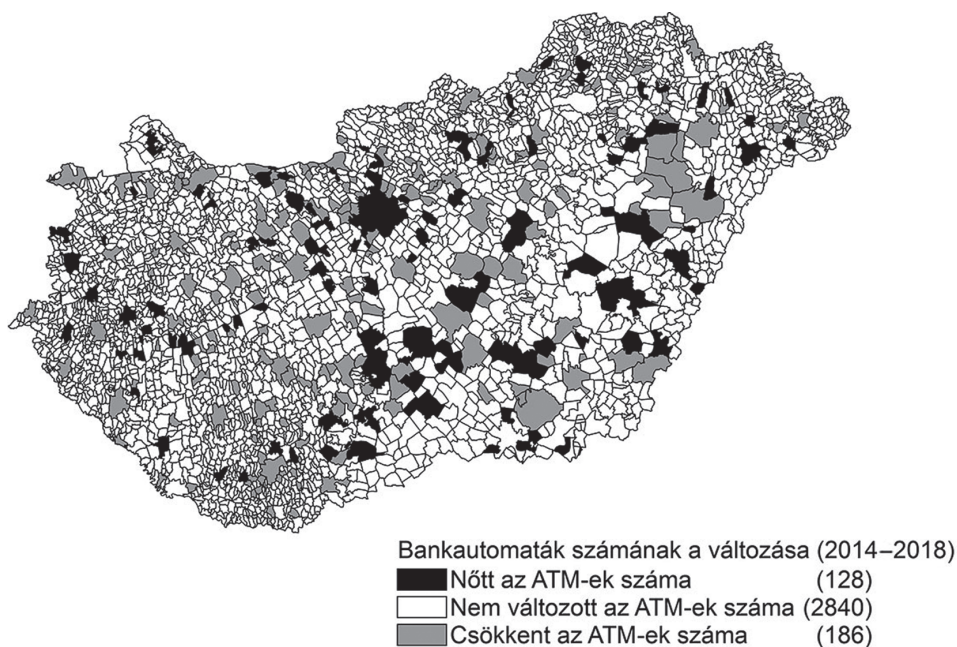 Bankautomaták számának a változása (2014–2018)
Nőtt az ATM-ek száma (128)
Nem változott az ATM-ek száma (2840)
Csökkent az ATM-ek száma (186)